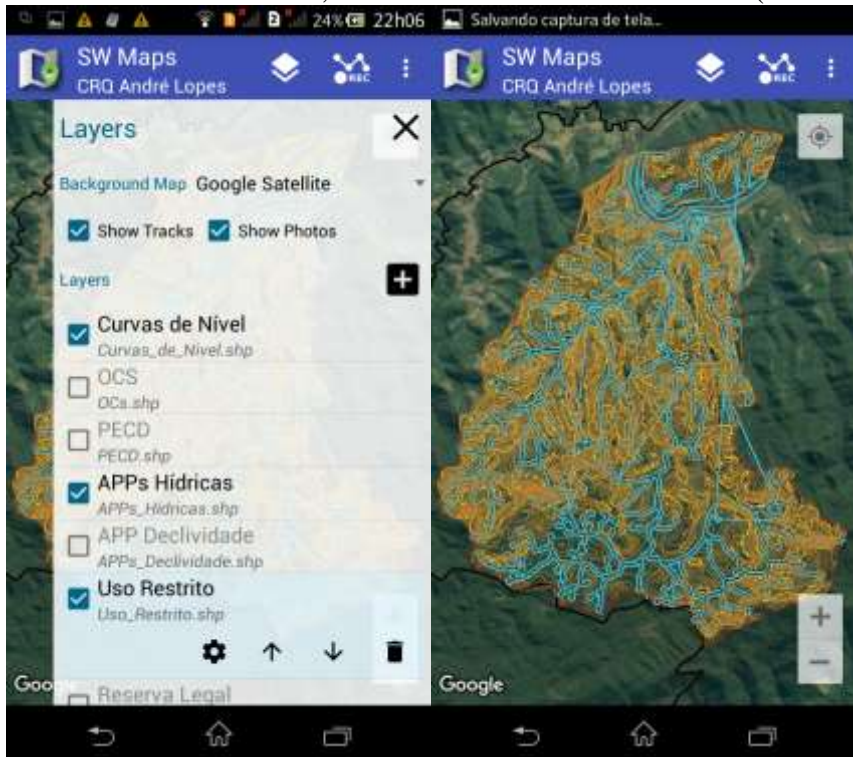 24% 22h06
SW Maps
CRQ André Lopes
REC
Layers
Background Map Google Satellite
Show Tracks Show Photos
Layers
Curvas de Nível
Curvas_de_Nivel.shp
OCS
OCs.shp
PECD
PECD.shp
APPs Hídricas
APPs_Hidricas.shp
APP Declividade
APPs_Declividade.shp
Uso Restrito
Uso_Restrito.shp
Goo
Reserva Legal
Salvando captura de tela...
SW Maps
CRQ André Lopes
REC
Google